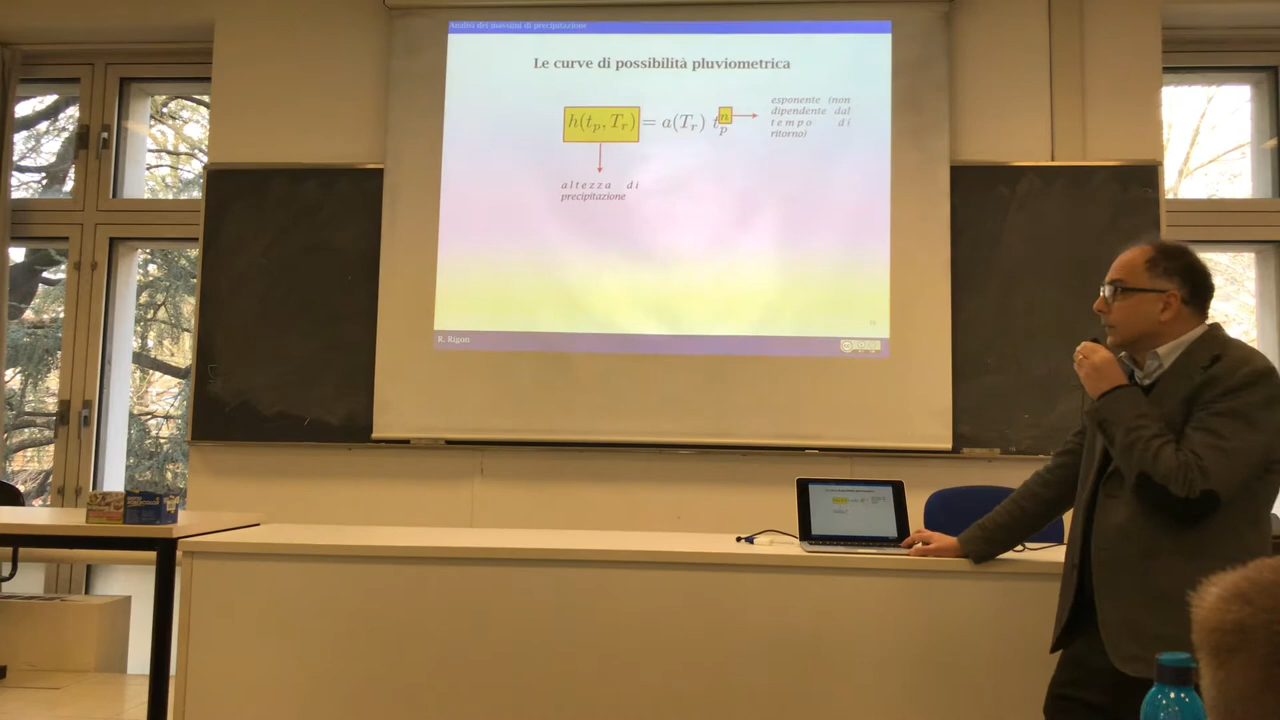 Analisi dei massimi di precipitazione
Le curve di possibilità pluviometrica
h(t_p, T_r) = a(T_r) t_p^n
esponente (non
dipendente dal
tempo di
ritorno)
altezza di
precipitazione
R. Rigon